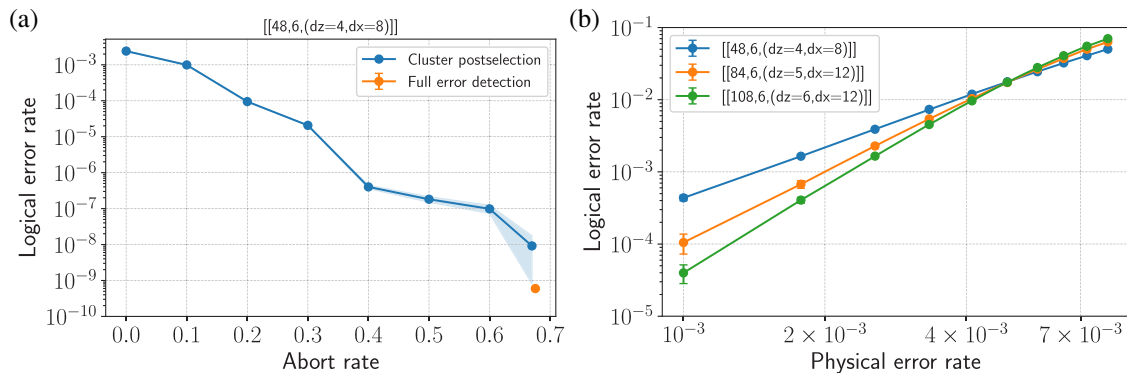 (a)
[[48,6,(dz=4,dx=8)]]
Cluster postselection
Full error detection
10⁻³
10⁻⁴
10⁻⁵
10⁻⁶
10⁻⁷
10⁻⁸
10⁻⁹
10⁻¹⁰
Logical error rate
0.0 0.1 0.2 0.3 0.4 0.5 0.6 0.7
Abort rate
(b)
[[48,6,(dz=4,dx=8)]]
[[84,6,(dz=5,dx=12)]]
[[108,6,(dz=6,dx=12)]]
10⁻¹
10⁻²
10⁻³
10⁻⁴
10⁻⁵
Logical error rate
10⁻³ 2 × 10⁻³ 4 × 10⁻³ 7 × 10⁻³
Physical error rate